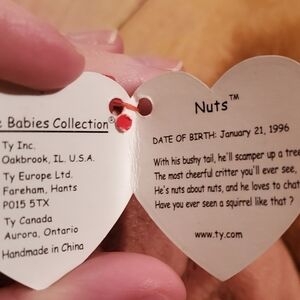 Babies Collection®
Ty Inc.
Oakbrook, IL. U.S.A.
Ty Europe Ltd.
Fareham, Hants
PO15 5TX
Ty Canada
Aurora, Ontario
Handmade in China
Nuts™
DATE OF BIRTH: January 21, 1996
With his bushy tail, he'll scamper up a tree
The most cheerful critter you'll ever see,
He's nuts about nuts, and he loves to chat
Have you ever seen a squirrel like that ?
www.ty.com